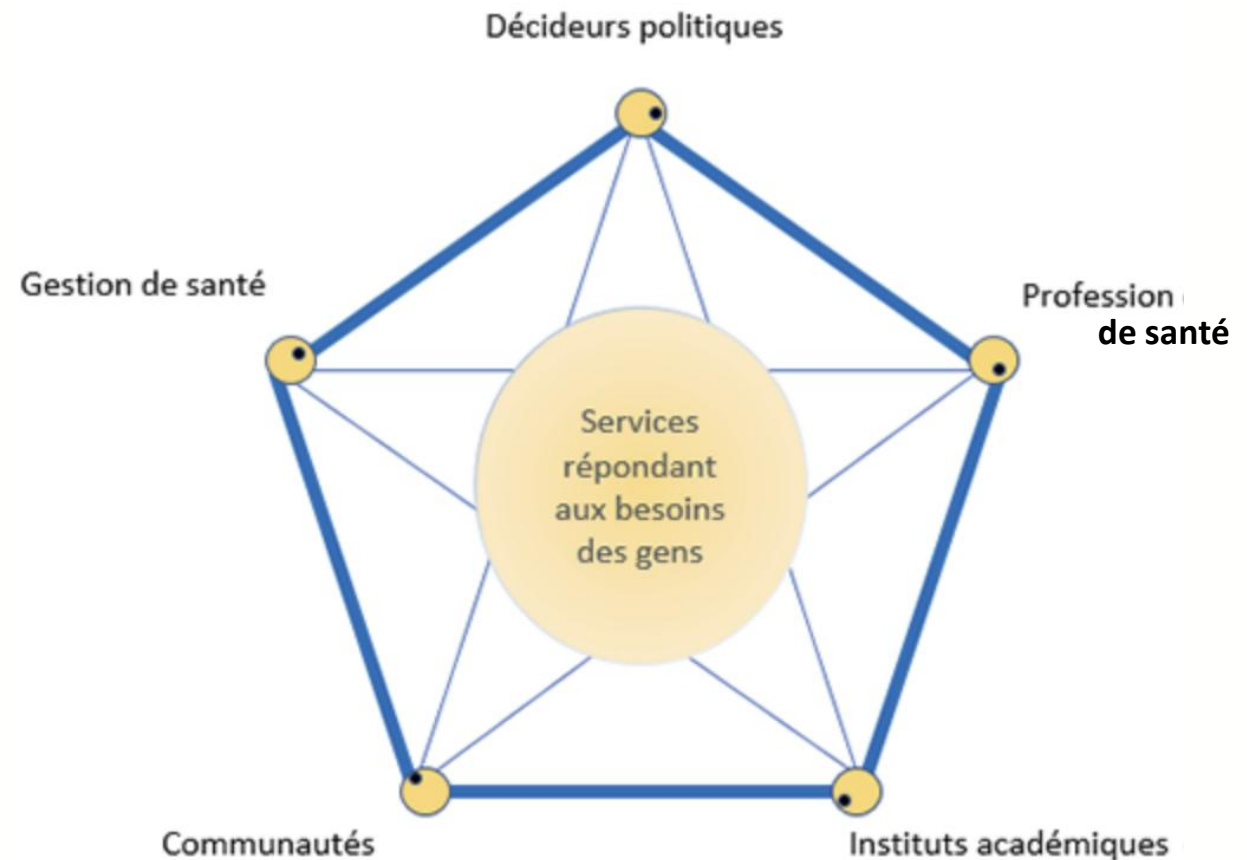 Décideurs politiques
Gestion de santé
Profession
de santé
Services
répondant
aux besoins
des gens
Communautés
Instituts académiques